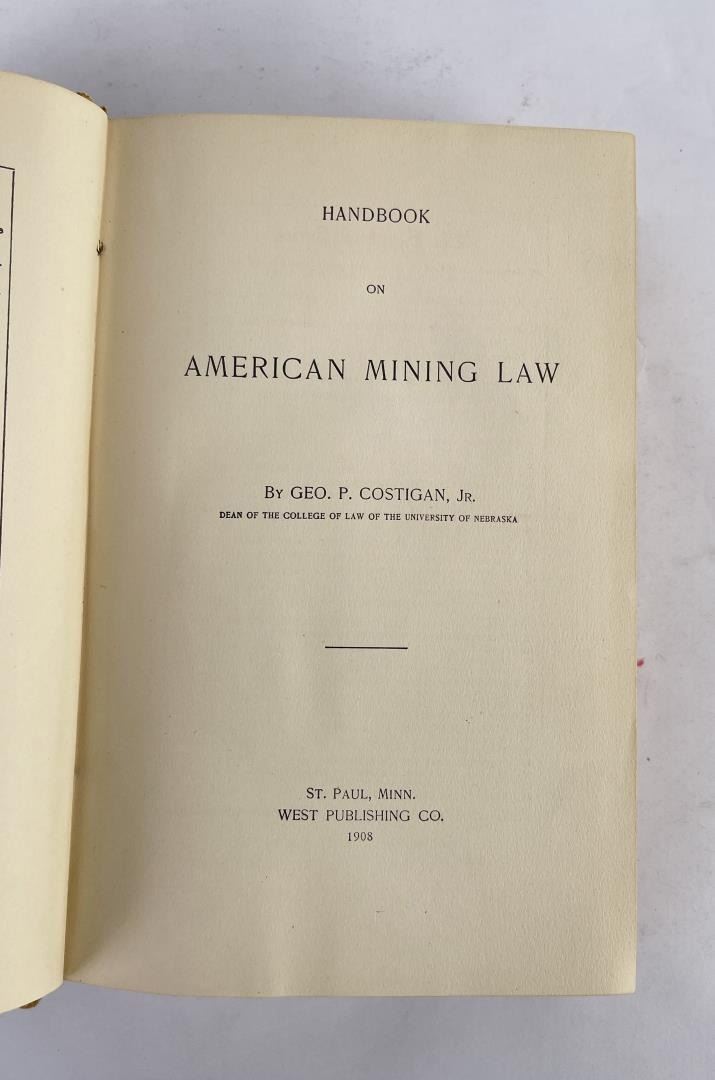 HANDBOOK
ON
AMERICAN MINING LAW
By GEO. P. COSTIGAN, Jr.
DEAN OF THE COLLEGE OF LAW OF THE UNIVERSITY OF NEBRASKA
St. Paul, Minn.
WEST PUBLISHING CO.
1908